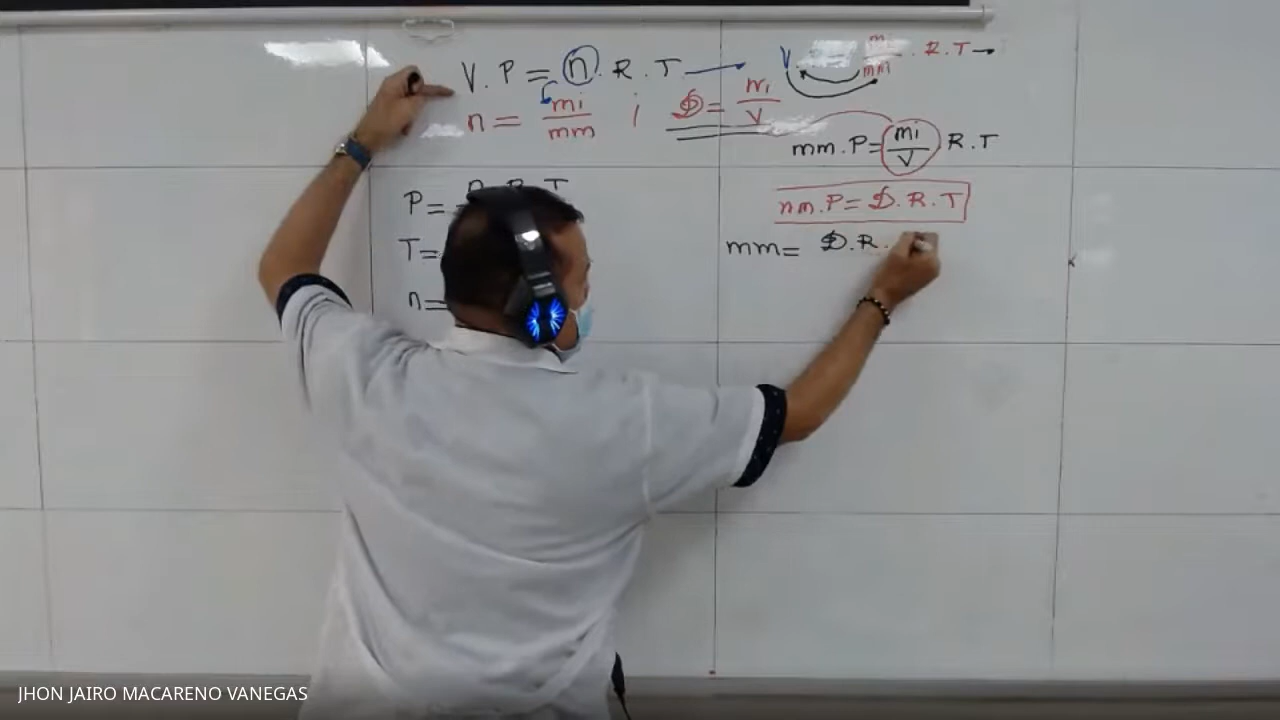 V . P = n . R . T
n = mi/mm ; D = mi/V
P =
T =
n =
V . mi/mm . R . T
mm . P = mi/V . R . T
mm . P = D . R . T
mm = D . R .
JHON JAIRO MACARENO VANEGAS